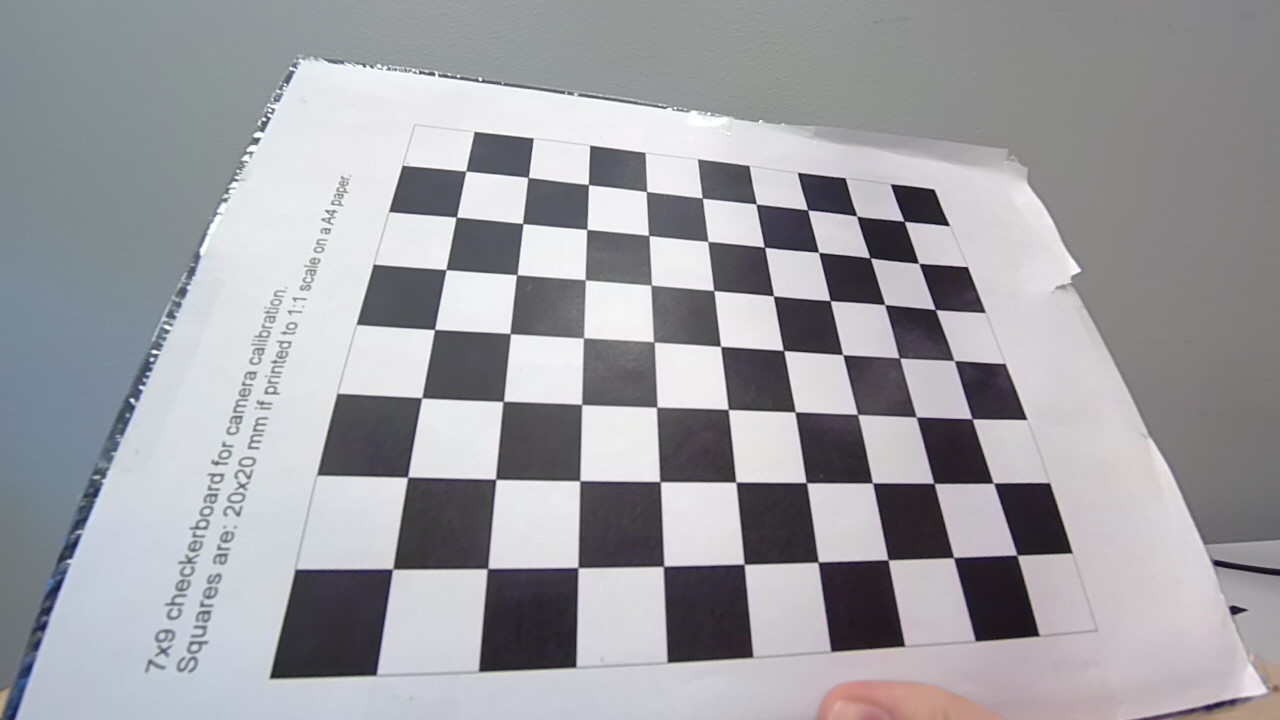 7x9 checkerboard for camera calibration.
Squares are: 20x20 mm if printed to 1:1 scale on a A4 paper.